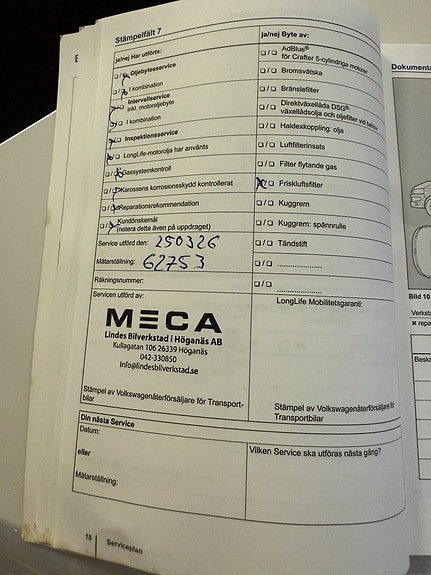 Stämpelfält 7
ja/nej Har utförts:
Oljebytesservice
I kombination
Intervallservice
inkl. motoroljebyte
I kombination
Inspektionsservice
LongLife-motorolja har använts
Gassystemkontroll
Karossens korrosionsskydd kontrollerat
Reparationsrekommendation
Kundönskemål
(notera detta även på uppdraget)
Service utförd den: 250326
Mätarställning: 62753
Räkningsnummer:
Servicen utförd av:
MECA
Lindes Bilverkstad i Höganäs AB
Kullagatan 106 26339 Höganäs
042-330850
Info@lindesbilverkstad.se
Stämpel av Volkswagenåterförsäljare för Transport-
bilar
ja/nej Byte av:
AdBlue®
för Crafter 5-cylindriga motorer
Bromsvätska
Bränslefilter
Direktväxellåda DSG®:
växellådsolja och oljefilter vid behov
Haldexkoppling: olja
Luftfilterinsats
Filter flytande gas
X Friskluftsfilter
Kuggrem
Kuggrem: spännrulle
Tändstift
......................
......................
LongLife Mobilitetsgaranti:
Stämpel av Volkswagenåterförsäljare för
Transportbilar
Din nästa Service
Datum:
eller
Mätarställning:
Vilken Service ska utföras nästa gång?
18 Serviceplan
Dokumenta
Bild 10
Verksta
× repa
Beskr